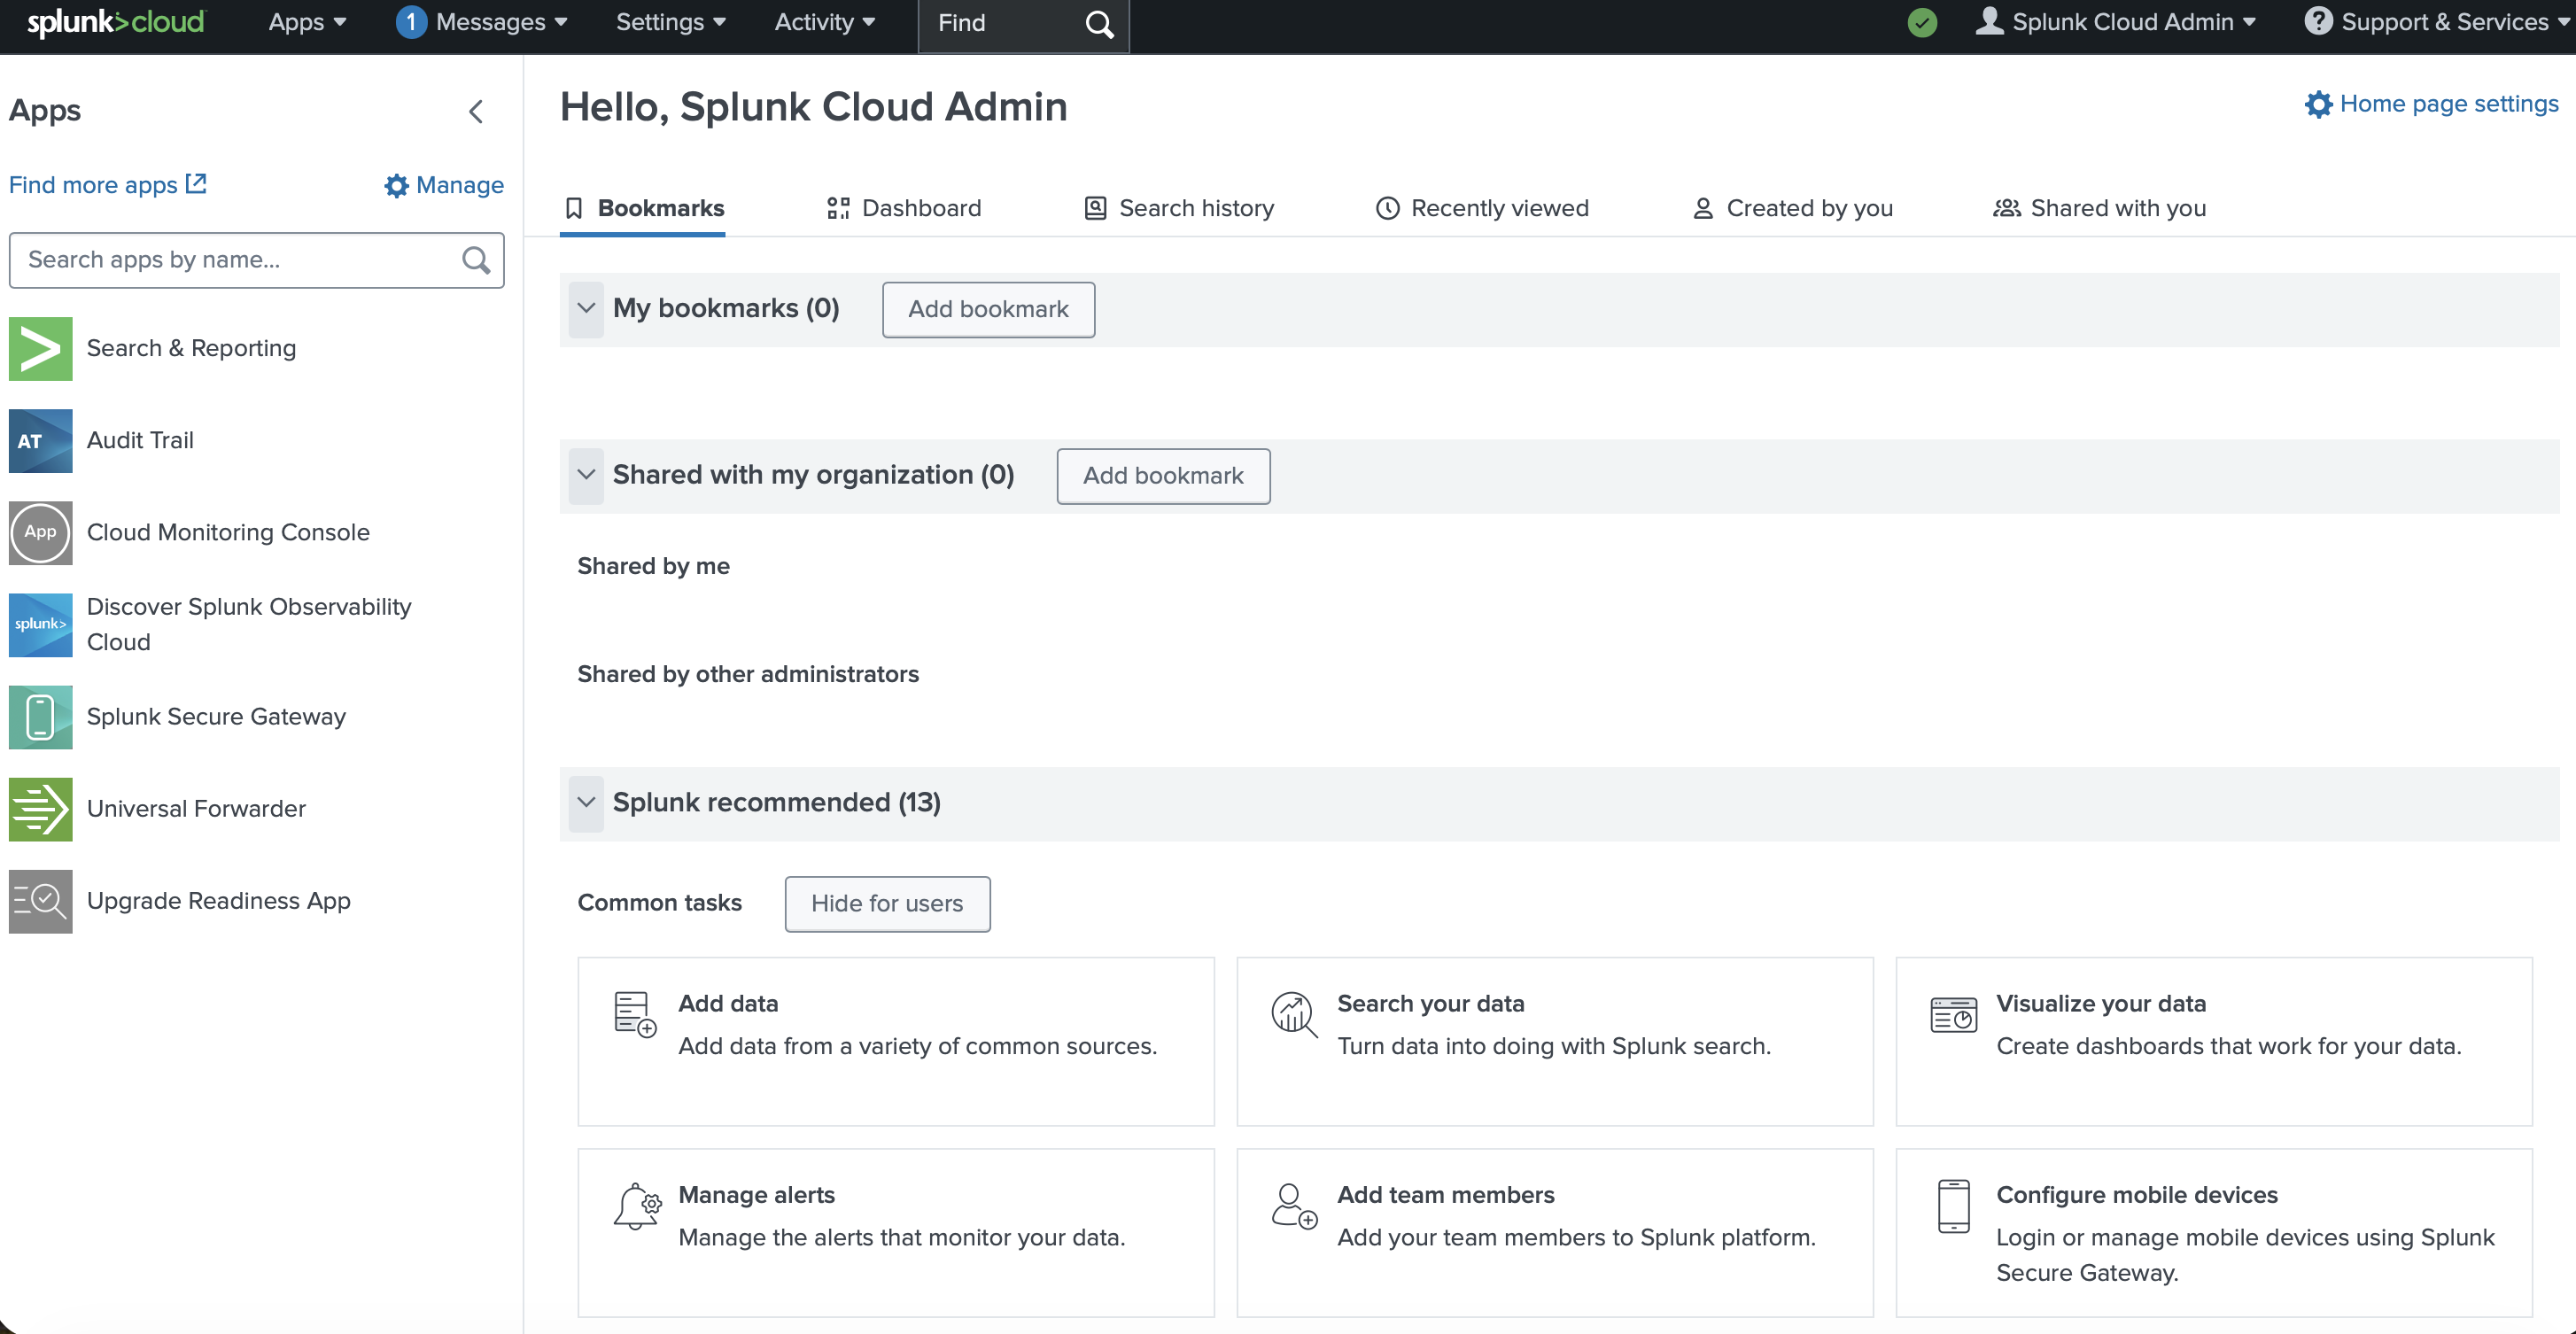 splunk>cloud
Apps
1 Messages
Settings
Activity
Find
Splunk Cloud Admin
Support & Services
Apps
Find more apps
Manage
Search apps by name...
Search & Reporting
AT
Audit Trail
App
Cloud Monitoring Console
splunk>
Discover Splunk Observability
Cloud
Splunk Secure Gateway
Universal Forwarder
Upgrade Readiness App
Hello, Splunk Cloud Admin
Home page settings
Bookmarks
Dashboard
Search history
Recently viewed
Created by you
Shared with you
My bookmarks (0)
Add bookmark
Shared with my organization (0)
Add bookmark
Shared by me
Shared by other administrators
Splunk recommended (13)
Common tasks
Hide for users
Add data
Add data from a variety of common sources.
Search your data
Turn data into doing with Splunk search.
Visualize your data
Create dashboards that work for your data.
Manage alerts
Manage the alerts that monitor your data.
Add team members
Add your team members to Splunk platform.
Configure mobile devices
Login or manage mobile devices using Splunk
Secure Gateway.